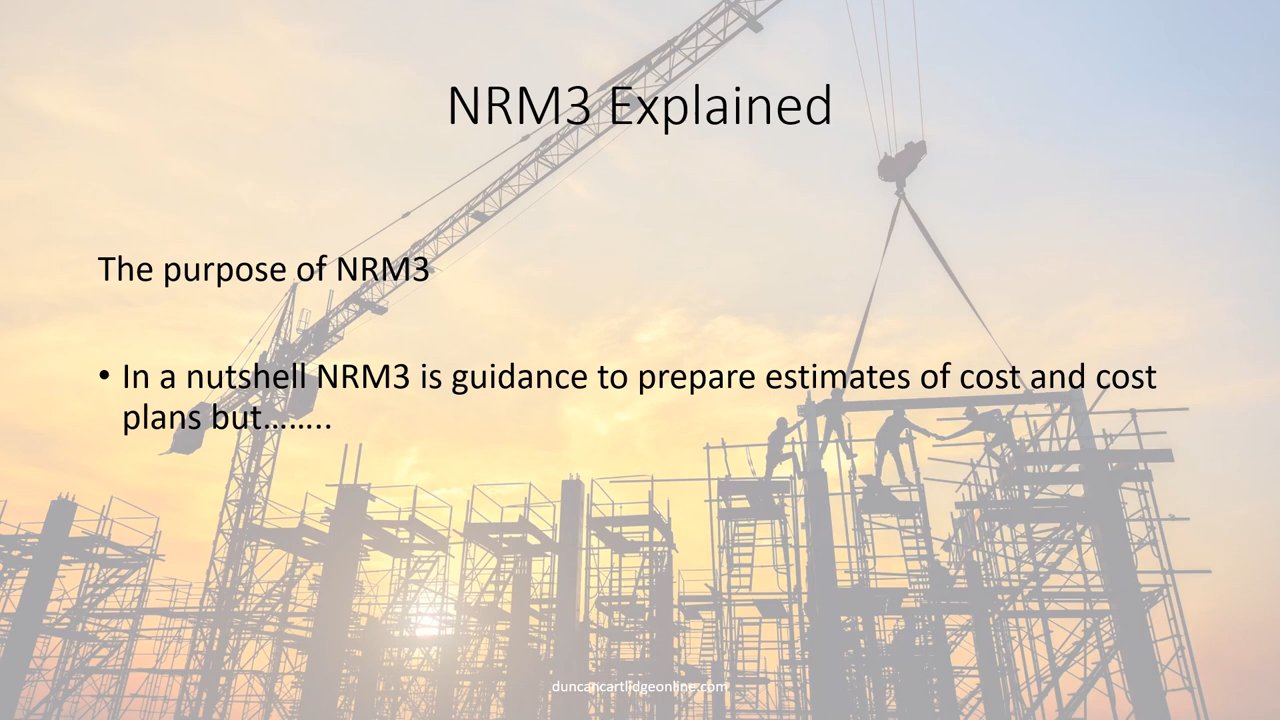 NRM3 Explained
The purpose of NRM3
• In a nutshell NRM3 is guidance to prepare estimates of cost and cost
plans but……..
duncancartlidgeonline.com